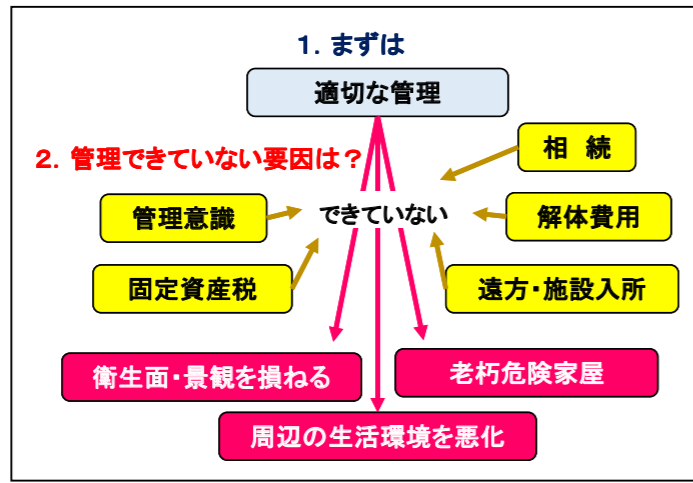 1. まずは
適切な管理
2. 管理できていない要因は？
相 続
管理意識
できていない
解体費用
固定資産税
遠方・施設入所
衛生面・景観を損ねる
老朽危険家屋
周辺の生活環境を悪化